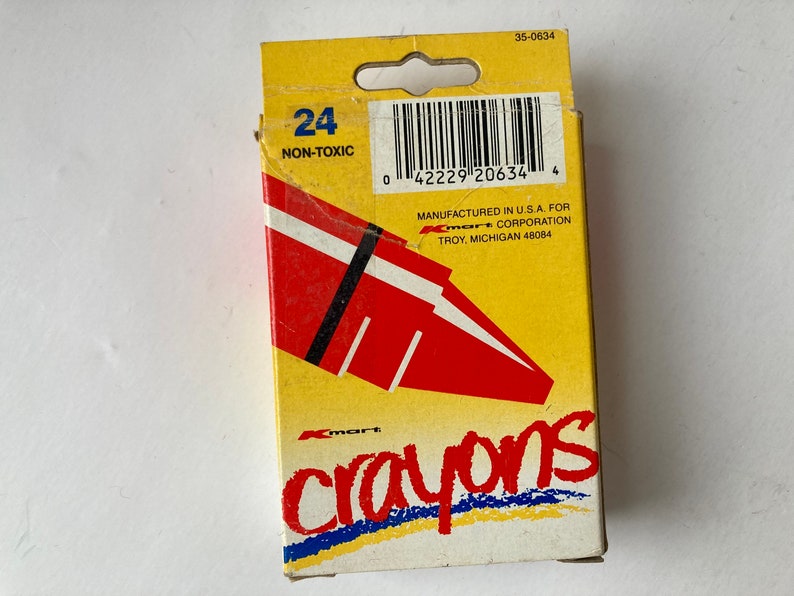 35-0634
24
NON-TOXIC
0 42229 20634 4
MANUFACTURED IN U.S.A. FOR
Kmart CORPORATION
TROY, MICHIGAN 48084
Kmart
crayons